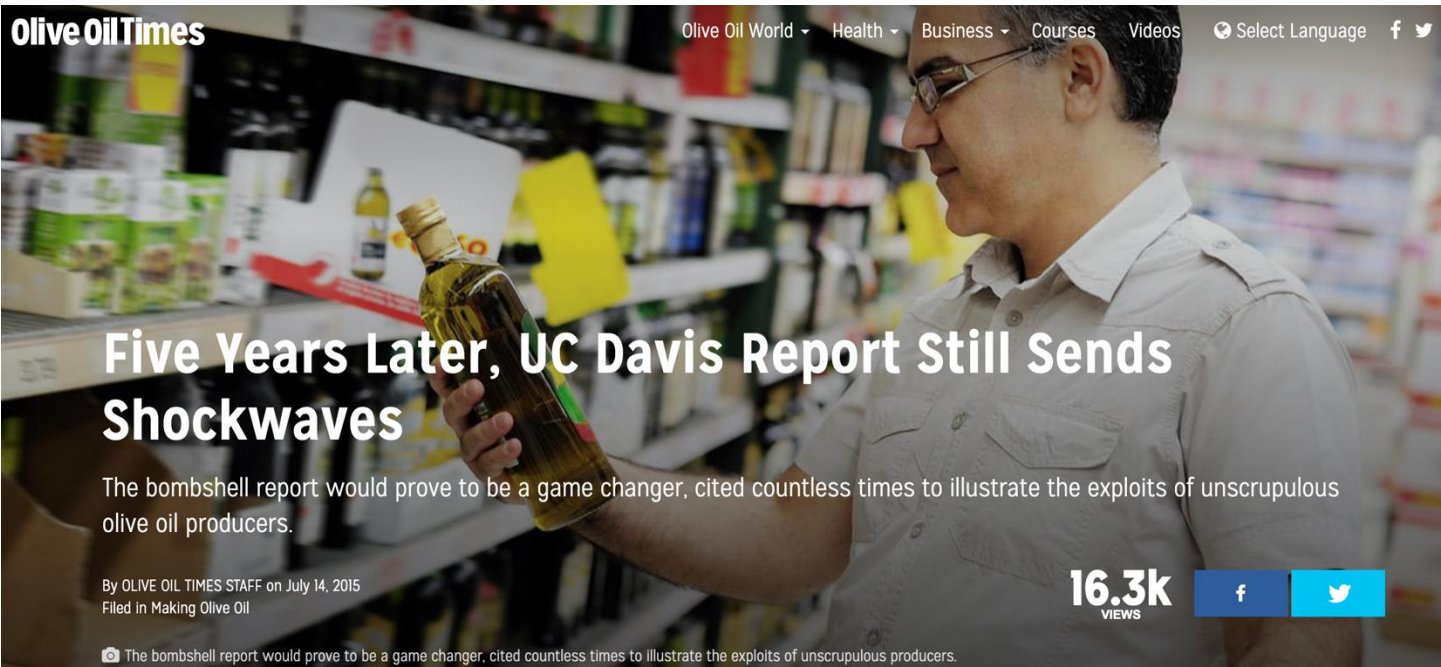 Olive Oil Times
Olive Oil World Health Business Courses Videos Select Language
Five Years Later, UC Davis Report Still Sends
Shockwaves
The bombshell report would prove to be a game changer, cited countless times to illustrate the exploits of unscrupulous
olive oil producers.
By OLIVE OIL TIMES STAFF on July 14, 2015
Filed in Making Olive Oil
16.3k
VIEWS
The bombshell report would prove to be a game changer, cited countless times to illustrate the exploits of unscrupulous producers.